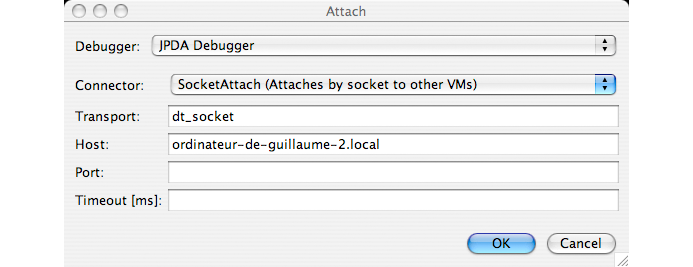 Attach
Debugger: JPDA Debugger
Connector: SocketAttach (Attaches by socket to other VMs)
Transport: dt_socket
Host: ordinateur-de-guillaume-2.local
Port:
Timeout [ms]:
OK Cancel